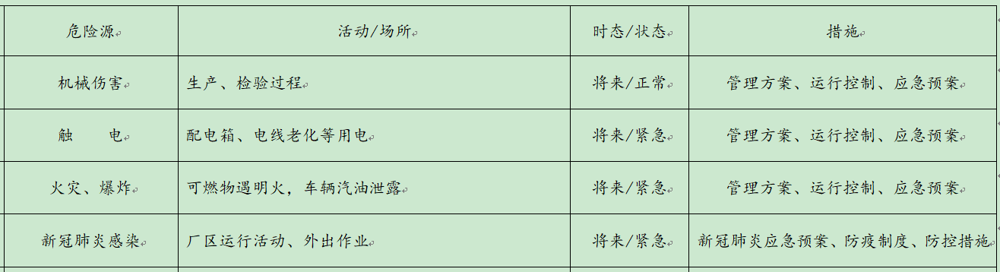 危险源 活动/场所 时态/状态 措施
机械伤害 生产、检验过程 将来/正常 管理方案、运行控制、应急预案
触 电 配电箱、电线老化等用电 将来/紧急 管理方案、运行控制、应急预案
火灾、爆炸 可燃物遇明火，车辆汽油泄露 将来/紧急 管理方案、运行控制、应急预案
新冠肺炎感染 厂区运行活动、外出作业 将来/紧急 新冠肺炎应急预案、防疫制度、防控措施